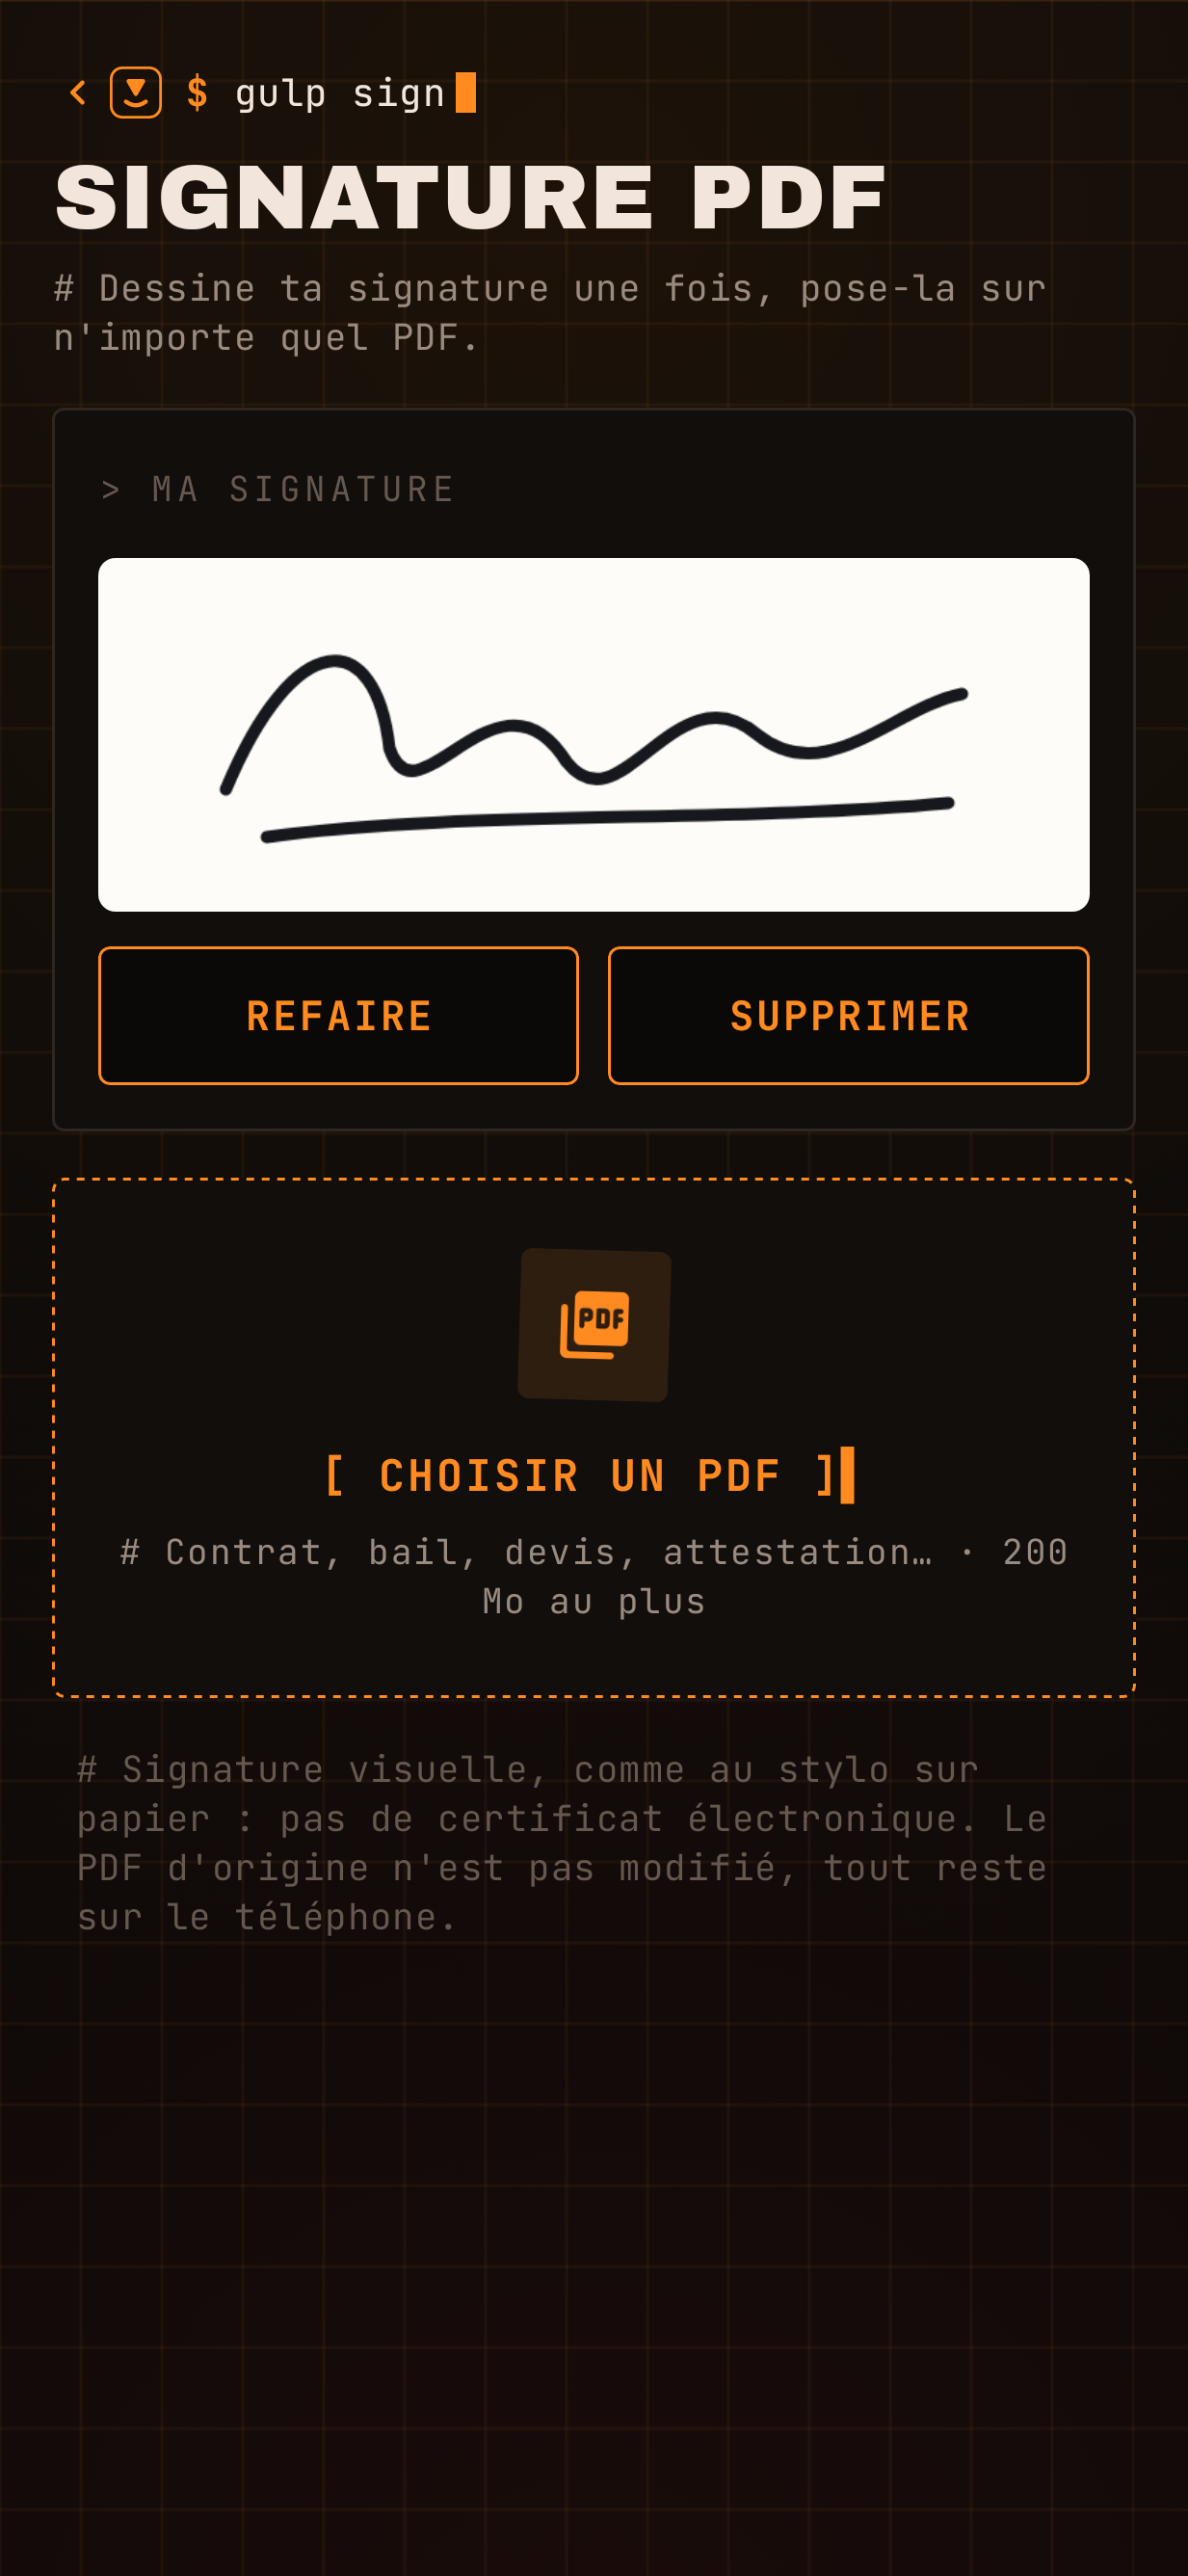 $ gulp sign
SIGNATURE PDF
# Dessine ta signature une fois, pose-la sur
n'importe quel PDF.
> MA SIGNATURE
REFAIRE
SUPPRIMER
PDF
[ CHOISIR UN PDF ]
# Contrat, bail, devis, attestation… · 200
Mo au plus
# Signature visuelle, comme au stylo sur
papier : pas de certificat électronique. Le
PDF d'origine n'est pas modifié, tout reste
sur le téléphone.